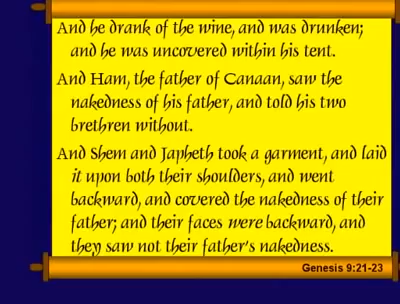 And he drank of the wine, and was drunken;
and he was uncovered within his tent.
And Ham, the father of Canaan, saw the
nakedness of his father, and told his two
brethren without.
And Shem and Japheth took a garment, and laid
it upon both their shoulders, and went
backward, and covered the nakedness of their
father; and their faces were backward, and
they saw not their father's nakedness.
Genesis 9:21-23